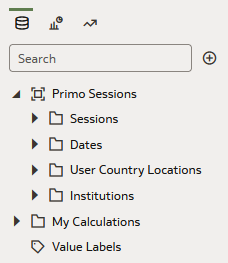 Search
Primo Sessions
Sessions
Dates
User Country Locations
Institutions
My Calculations
Value Labels